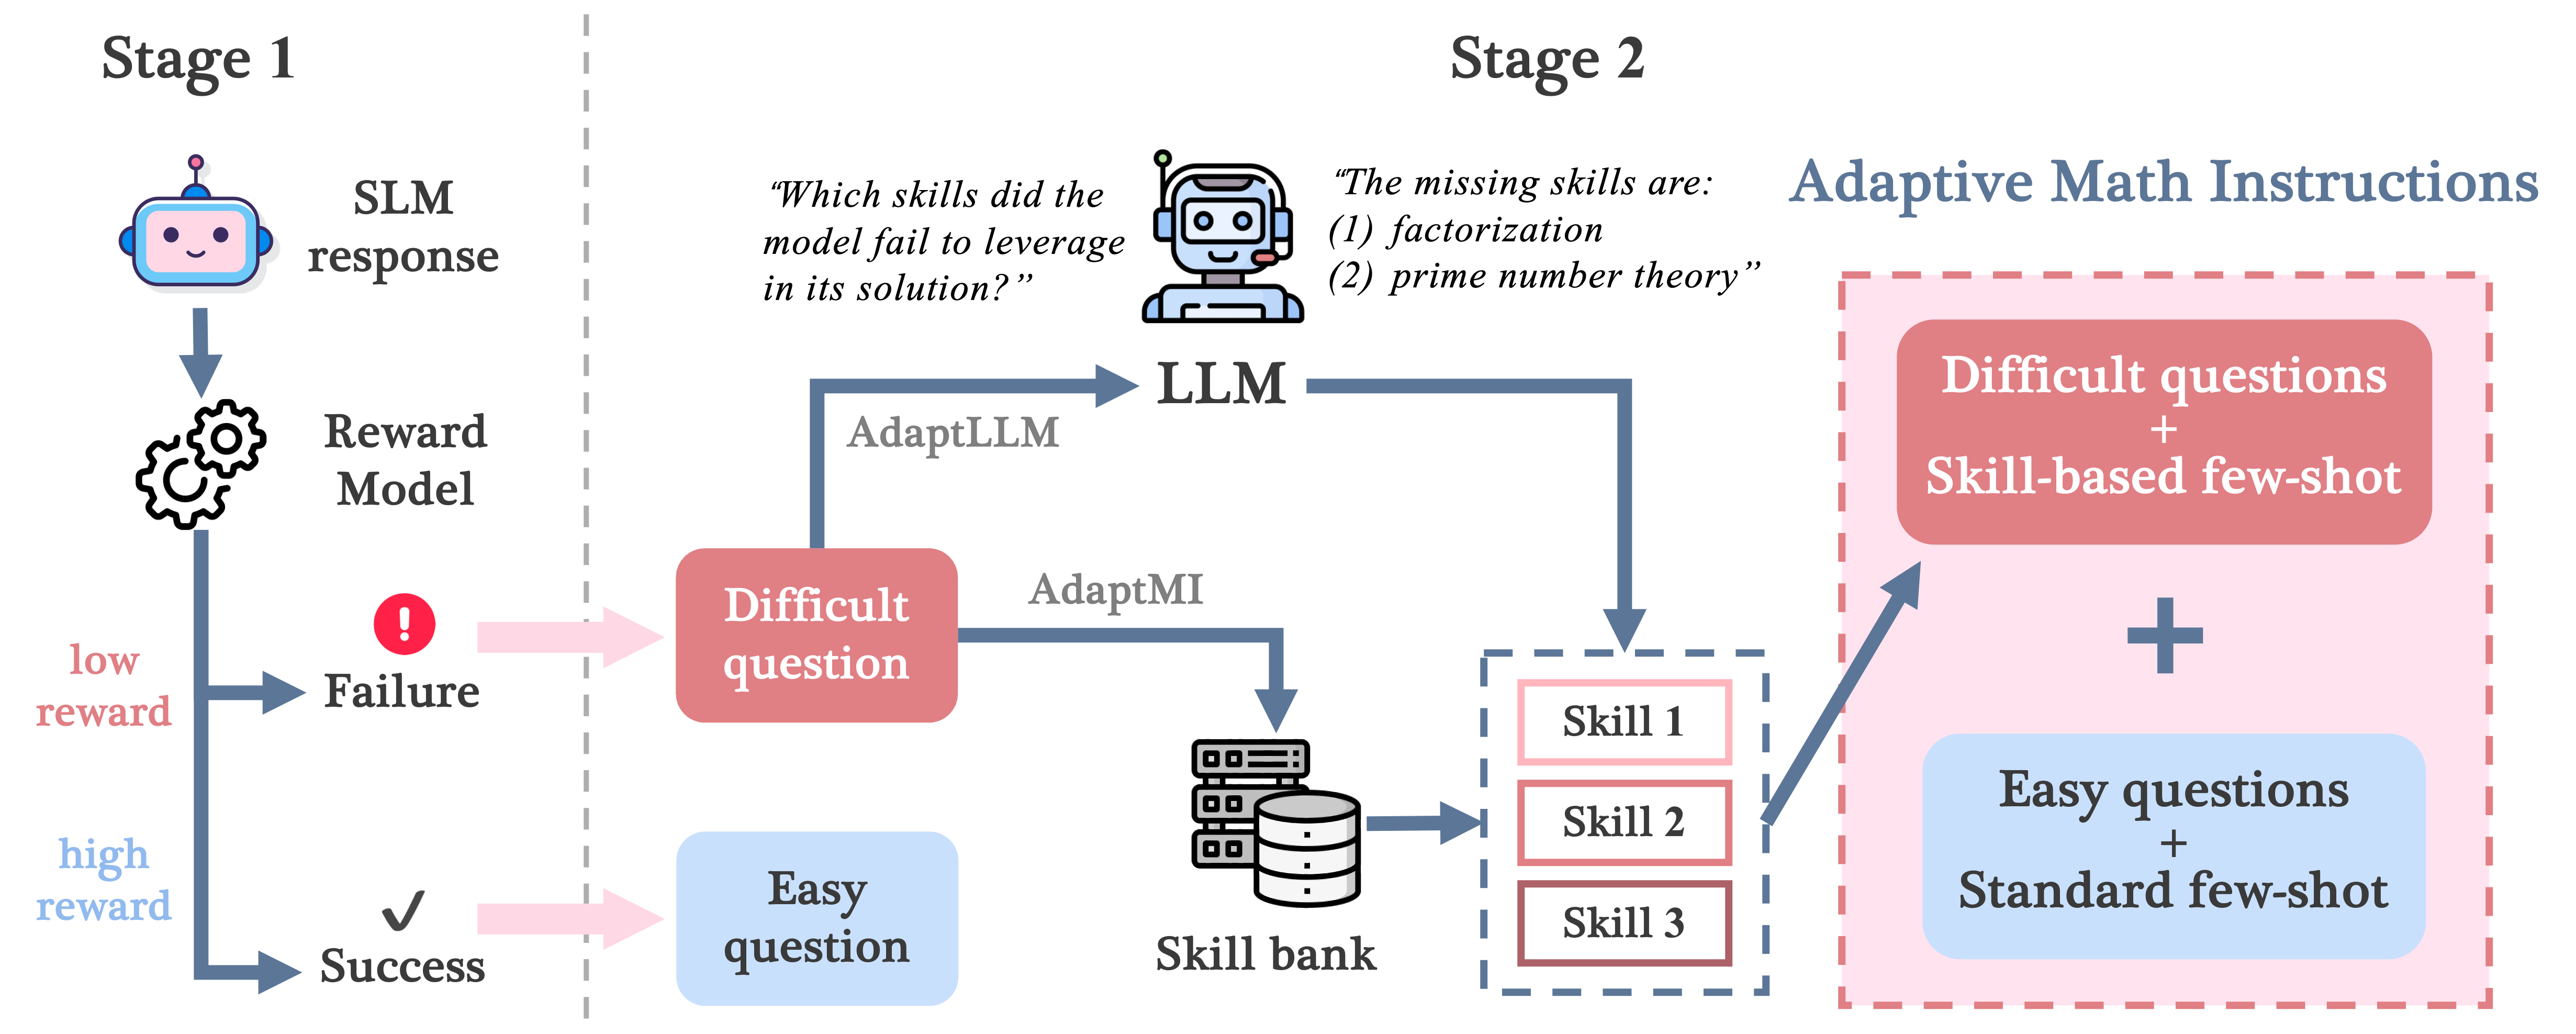 Stage 1
SLM
response
Reward
Model
low
reward
Failure
high
reward
Success
Stage 2
“Which skills did the
model fail to leverage
in its solution?”
“The missing skills are:
(1) factorization
(2) prime number theory”
LLM
AdaptLLM
Difficult
question
AdaptMI
Easy
question
Skill bank
Skill 1
Skill 2
Skill 3
Adaptive Math Instructions
Difficult questions
+
Skill-based few-shot
+
Easy questions
+
Standard few-shot